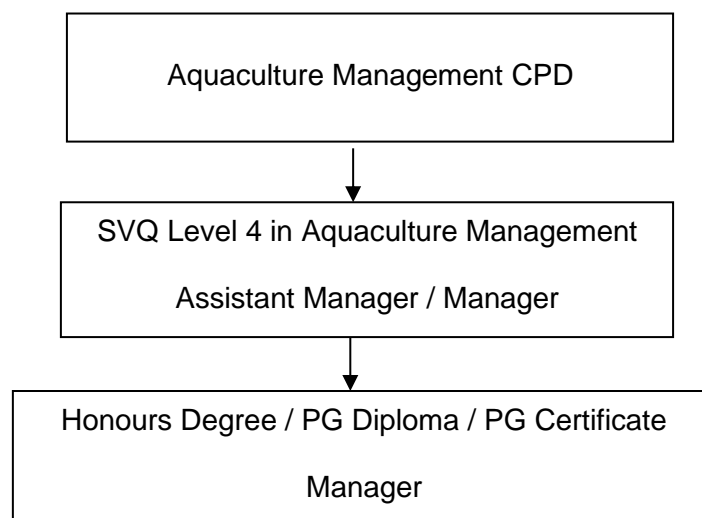 Aquaculture Management CPD
SVQ Level 4 in Aquaculture Management
Assistant Manager / Manager
Honours Degree / PG Diploma / PG Certificate
Manager